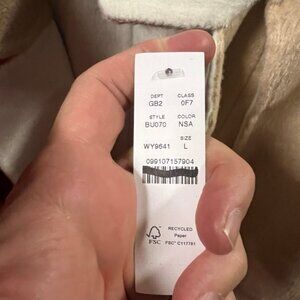 DEPT CLASS
GB2 0F7
STYLE COLOR
BU070 NSA
SIZE
WY9641 L
099107157904
RECYCLED
Paper
FSC FSC® C117781